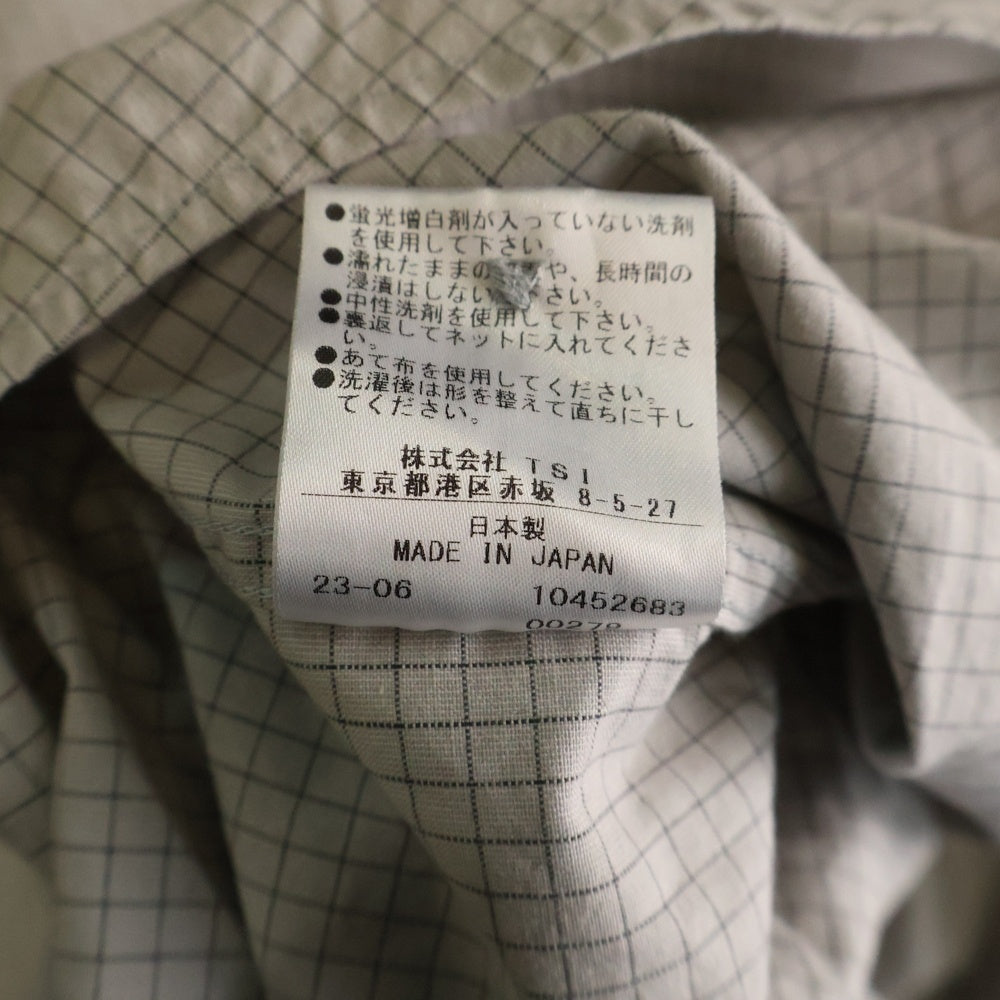 ●蛍光増白剤が入っていない洗剤
を使用して下さい。
●濡れたままの や、長時間の
浸漬はしない さい。
●中性洗剤を使用して下さい。
●裏返してネットに入れてくださ
い。
●あて布を使用してください。
●洗濯後は形を整えて直ちに干し
てください。
株式会社 TSI
東京都港区赤坂 8-5-27
日本製
MADE IN JAPAN
23-06 10452683
00278